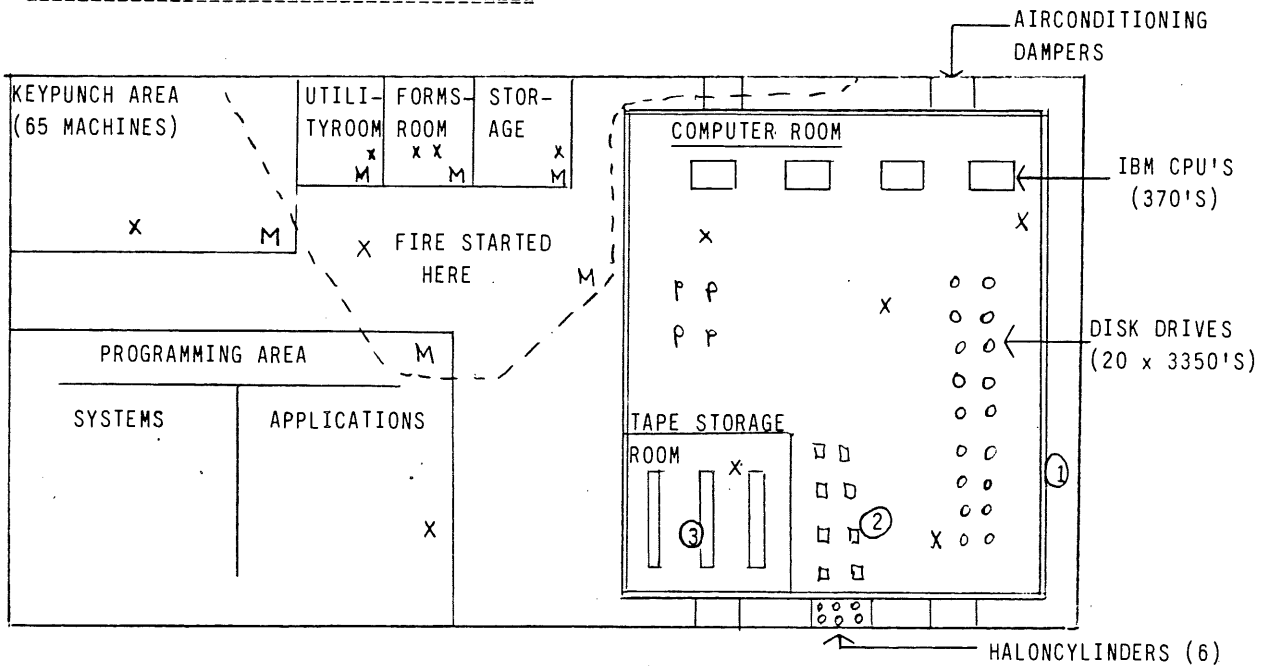 AIRCONDITIONING
DAMPERS
KEYPUNCH AREA
(65 MACHINES)
X
M
UTILI-
TYROOM
x
M
FORMS-
ROOM
x x
M
STOR-
AGE
x
M
X FIRE STARTED
HERE
M
COMPUTER ROOM
IBM CPU'S
(370'S)
X
X
X
P P
P P
DISK DRIVES
(20 x 3350'S)
PROGRAMMING AREA
M
SYSTEMS
APPLICATIONS
X
TAPE STORAGE
ROOM
X
3
2
1
X
HALONCYLINDERS (6)